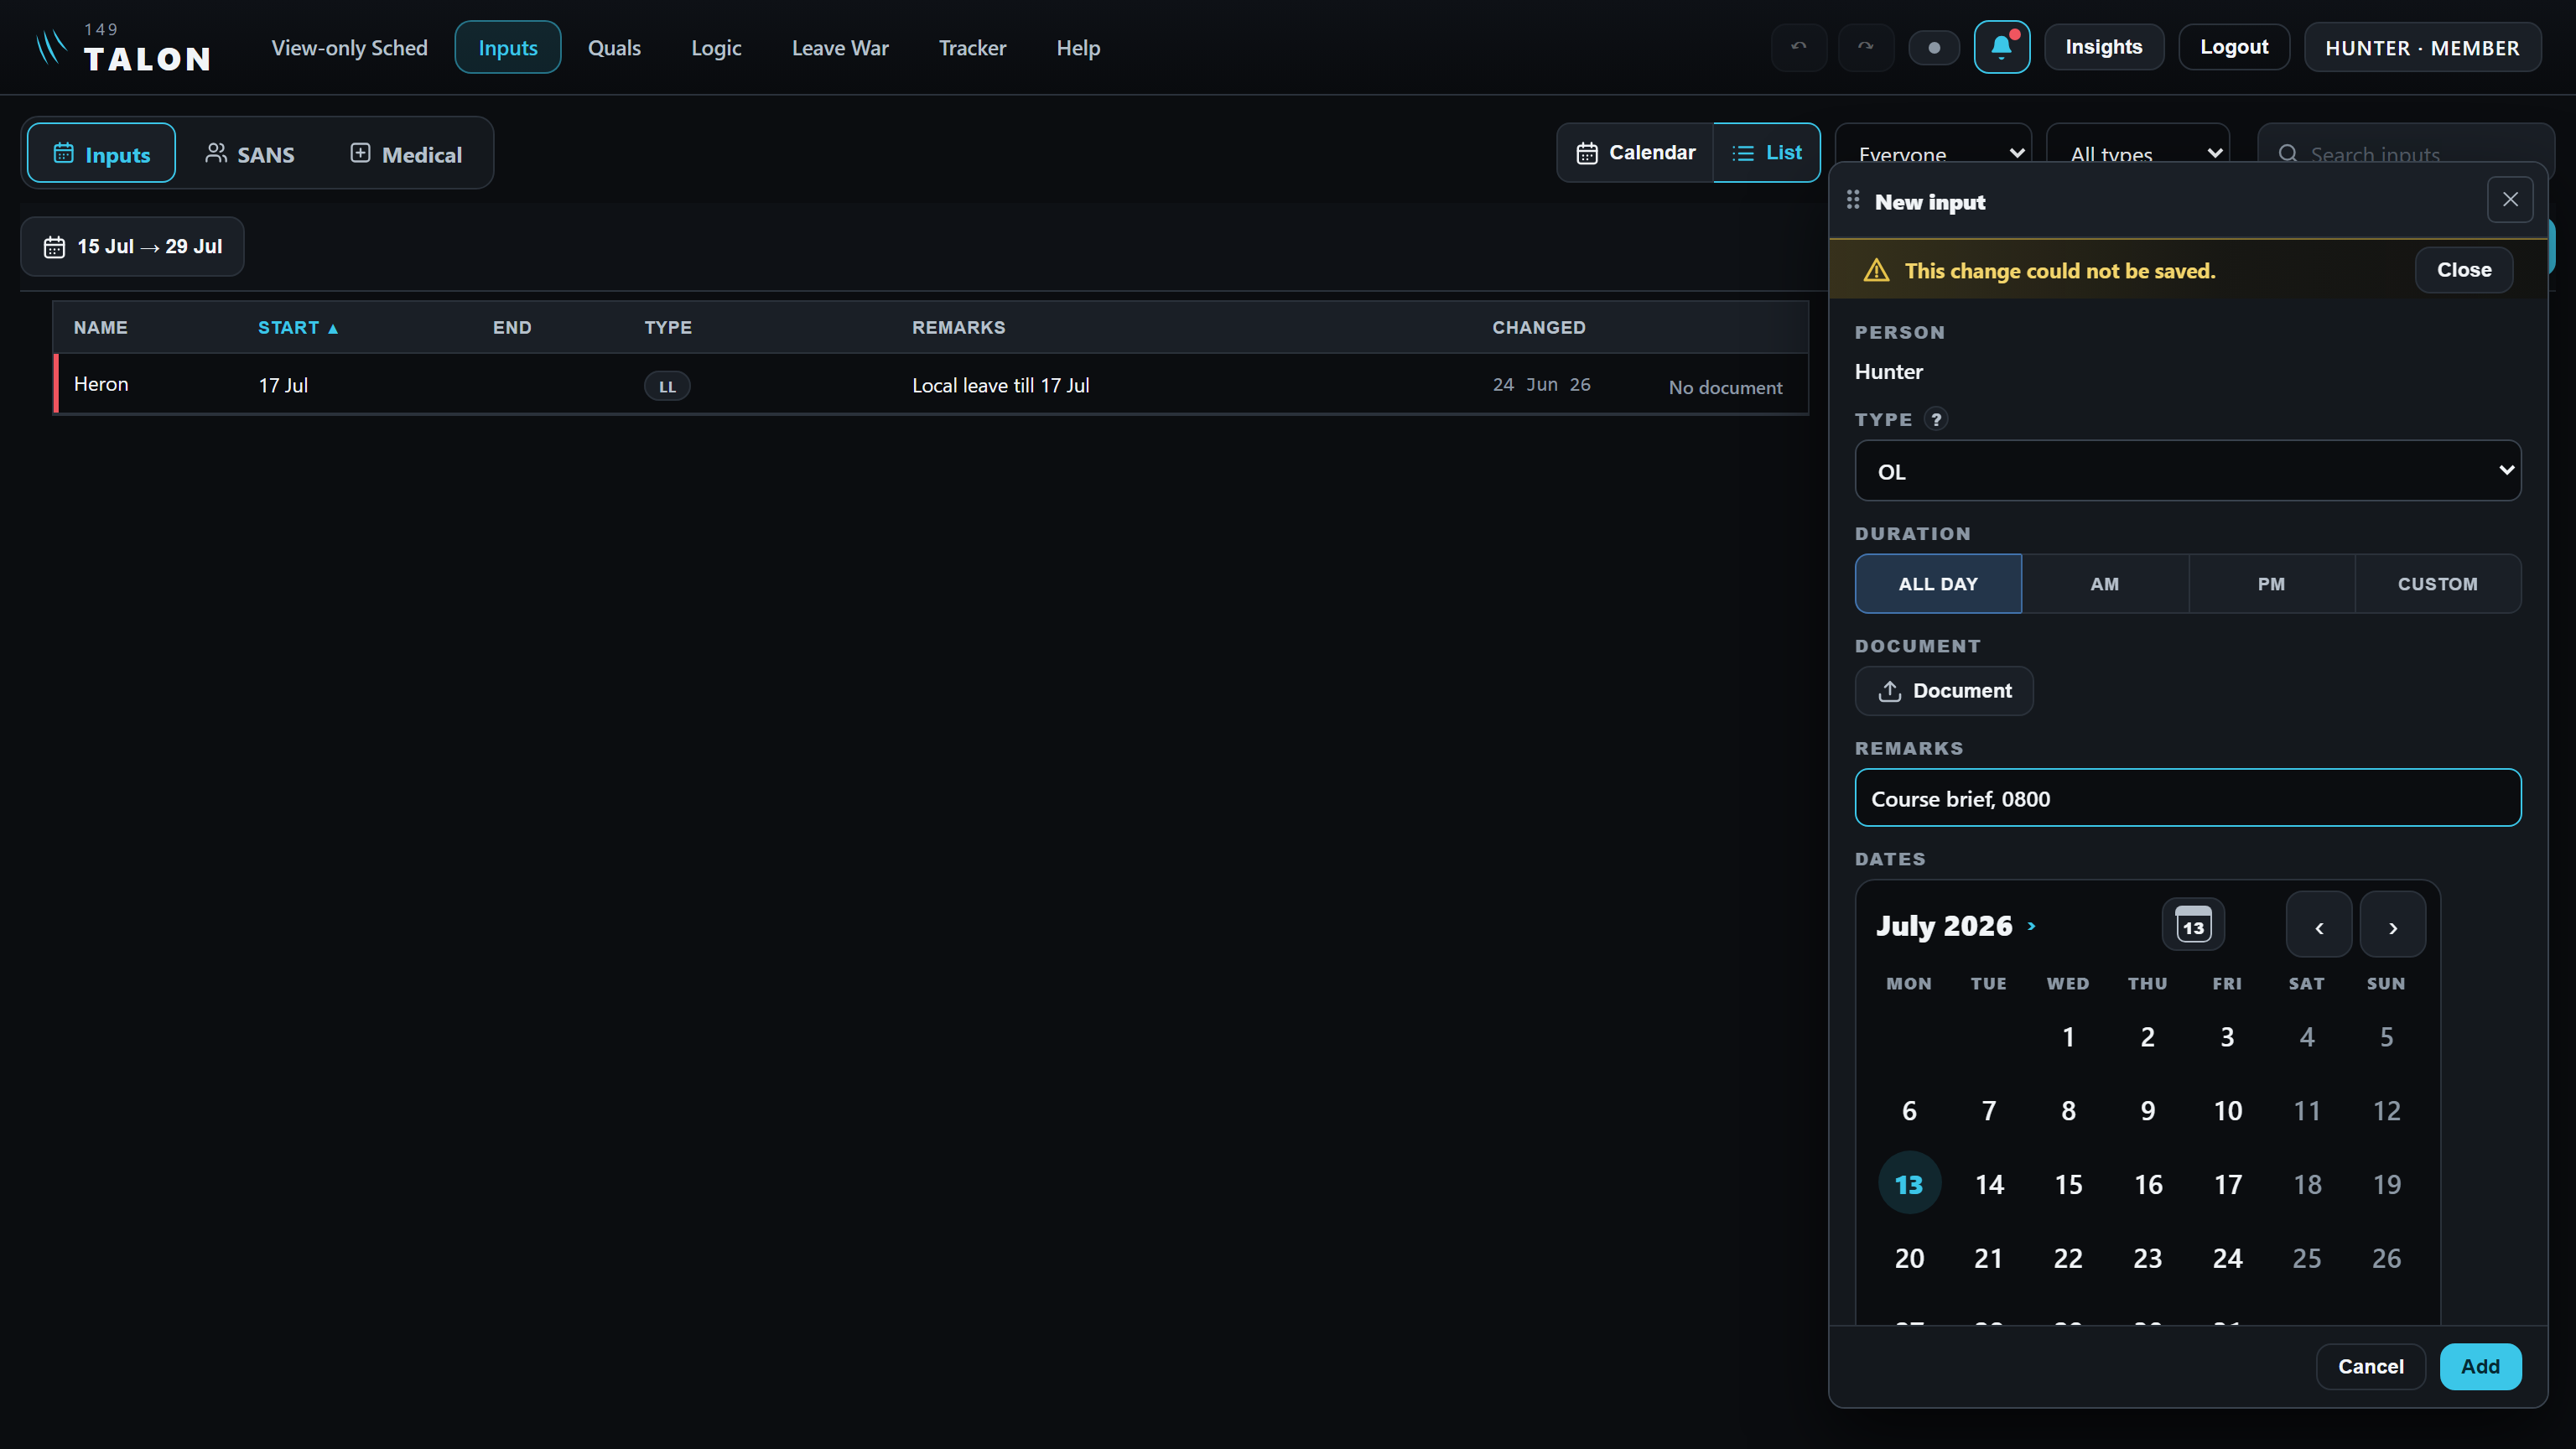 149
TALON
View-only Sched
Inputs
Quals
Logic
Leave War
Tracker
Help
Insights
Logout
HUNTER · MEMBER
Inputs
SANS
Medical
Calendar
List
Everyone
All types
Search inputs
15 Jul → 29 Jul
NAME START ▲ END TYPE REMARKS CHANGED
Heron 17 Jul LL Local leave till 17 Jul 24 Jun 26 No document
New input
This change could not be saved.
Close
PERSON
Hunter
TYPE ?
OL
DURATION
ALL DAY AM PM CUSTOM
DOCUMENT
Document
REMARKS
Course brief, 0800
DATES
July 2026 ›
13
‹ ›
MON TUE WED THU FRI SAT SUN
1 2 3 4 5
6 7 8 9 10 11 12
13 14 15 16 17 18 19
20 21 22 23 24 25 26
Cancel
Add